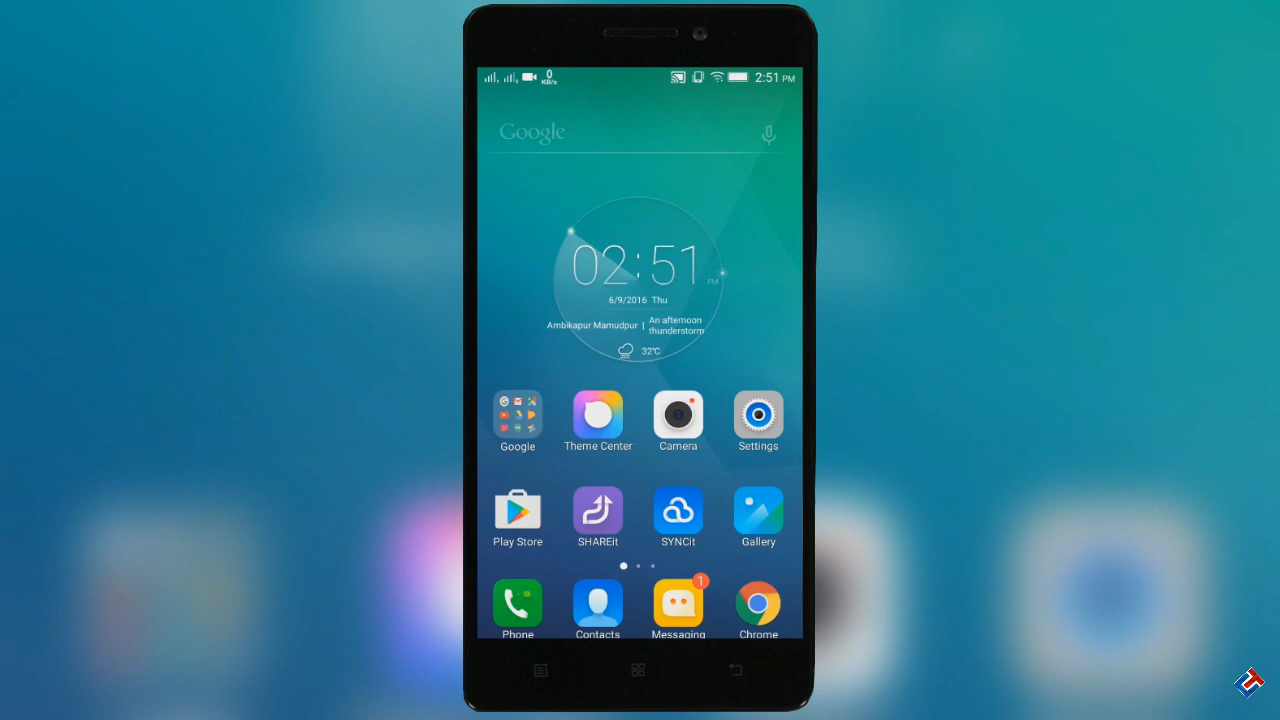 0
KB/s
2:51 PM
Google
02:51 PM
6/9/2016 Thu
Ambikapur Mamudpur | An afternoon
thunderstorm
32°C
Google Theme Center Camera Settings
Play Store SHAREit SYNCit Gallery
1
Phone Contacts Messaging Chrome